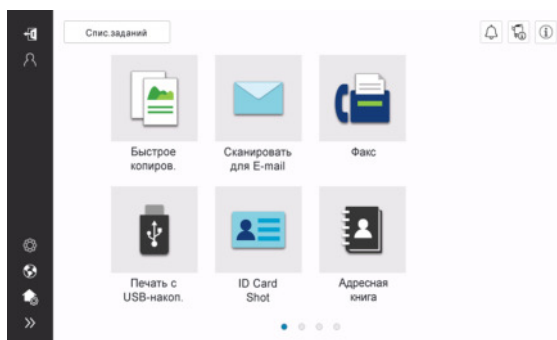 Спис.заданий
Быстрое
копиров.
Сканировать
для E-mail
Факс
Печать с
USB-накоп.
ID Card
Shot
Адресная
книга